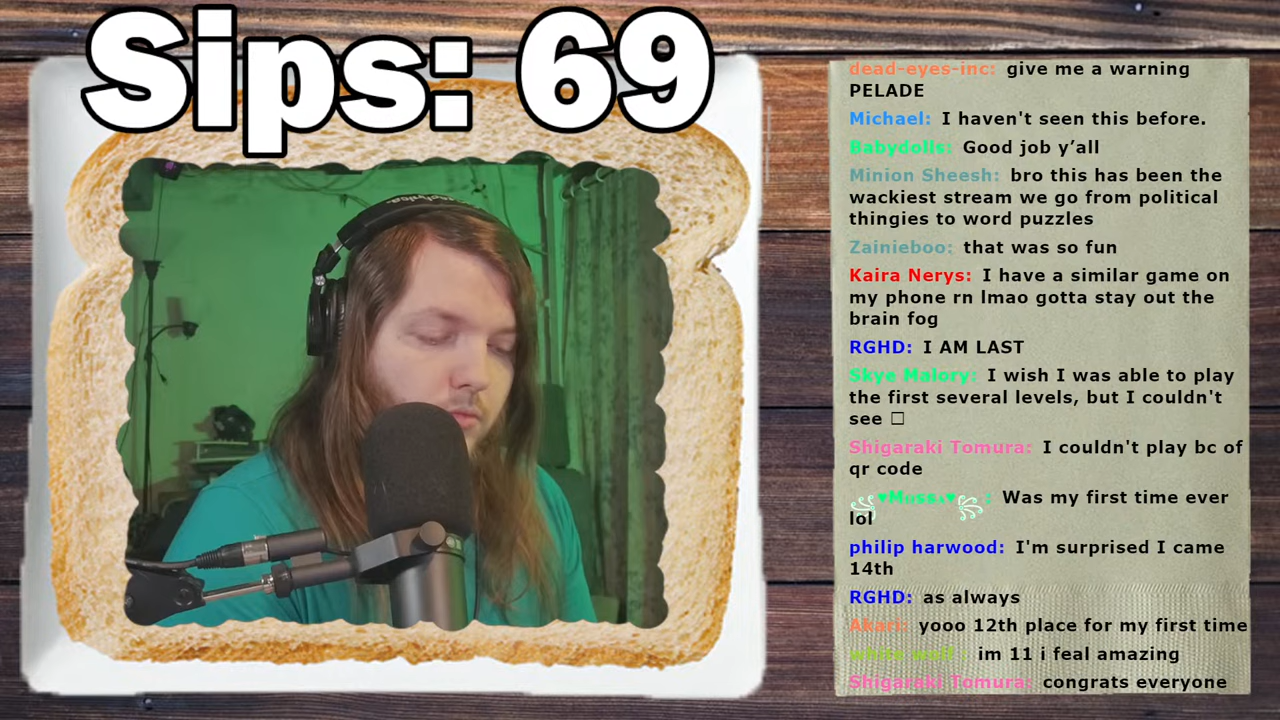 Sips: 69
dead-eyes-inc: give me a warning
PELADE
Michael: I haven't seen this before.
Babydolls: Good job y’all
Minion Sheesh: bro this has been the
wackiest stream we go from political
thingies to word puzzles
Zainieboo: that was so fun
Kaira Nerys: I have a similar game on
my phone rn lmao gotta stay out the
brain fog
RGHD: I AM LAST
Skye Malory: I wish I was able to play
the first several levels, but I couldn't
see □
Shigaraki Tomura: I couldn't play bc of
qr code
Was my first time ever
lol
philip harwood: I'm surprised I came
14th
RGHD: as always
Akari: yooo 12th place for my first time
white wolf : im 11 i feal amazing
Shigaraki Tomura: congrats everyone